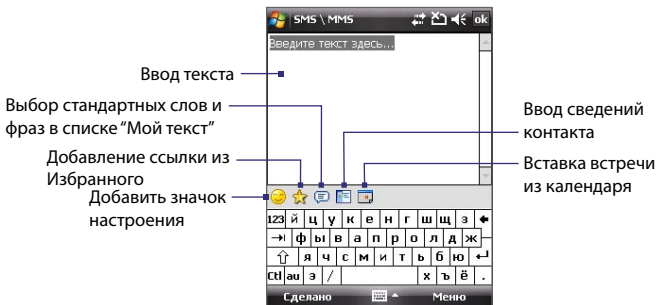 SMS \ MMS
ok
Введите текст здесь...
Ввод текста
Выбор стандартных слов и
фраз в списке “Мой текст”
Добавление ссылки из
Избранного
Добавить значок
настроения
Ввод сведений
контакта
Вставка встречи
из календаря
123 й ц у к е н г ш щ з
ф ы в а п р о л д ж
я ч с м и т ь б ю
Ctl áü э / х ъ ё .
Сделано Меню